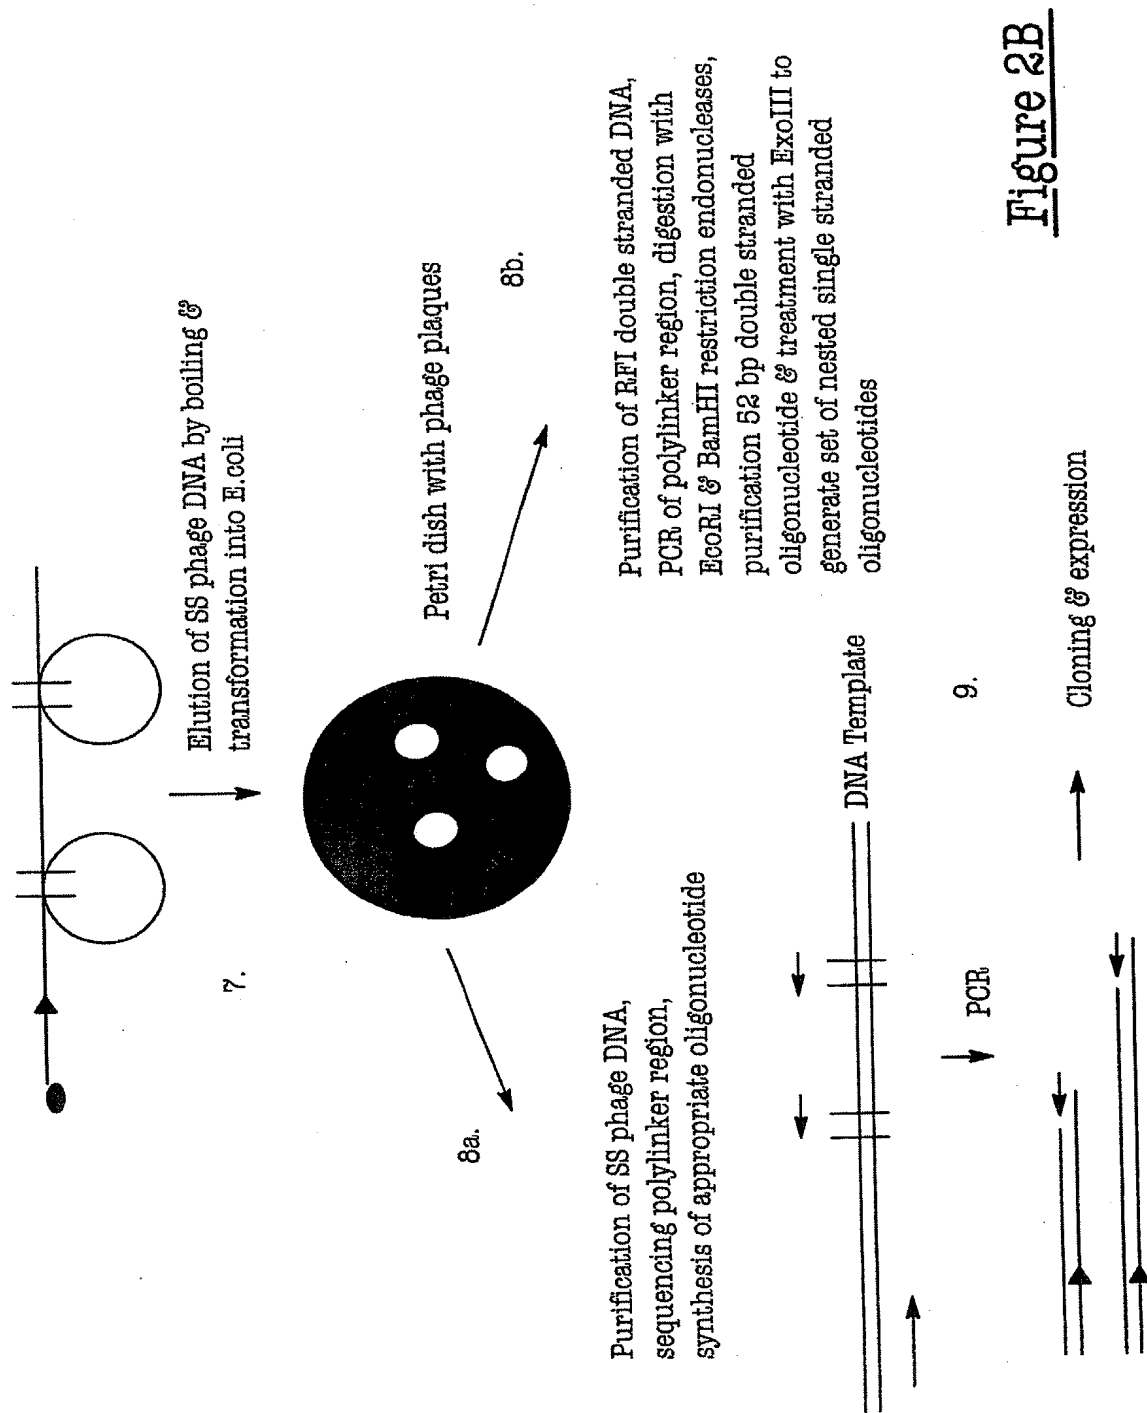 Elution of SS phage DNA by boiling &
transformation into E.coli
7.
Petri dish with phage plaques
8a.
8b.
Purification of SS phage DNA,
sequencing polylinker region,
synthesis of appropriate oligonucleotide
Purification of RFI double stranded DNA,
PCR of polylinker region, digestion with
EcoRI & BamHI restriction endonucleases,
purification 52 bp double stranded
oligonucleotide & treatment with ExoIII to
generate set of nested single stranded
oligonucleotides
DNA Template
PCR
9.
Cloning & expression
Figure 2B